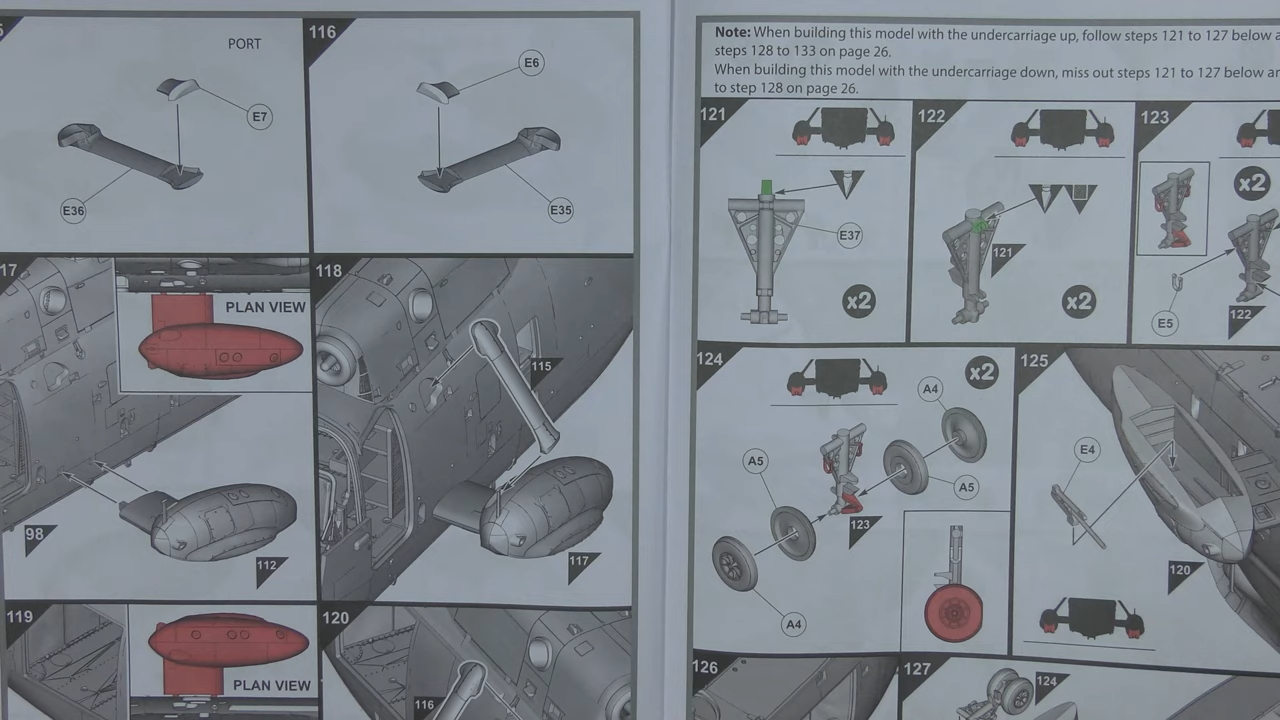 PORT
E7
E36
116
E6
E35
17
PLAN VIEW
98
112
118
115
117
119
PLAN VIEW
120
116
Note: When building this model with the undercarriage up, follow steps 121 to 127 below
steps 128 to 133 on page 26.
When building this model with the undercarriage down, miss out steps 121 to 127 below
to step 128 on page 26.
121
E37
x2
122
121
x2
123
x2
E5
122
124
x2
A4
A5
A5
123
A4
125
E4
120
126
127
124